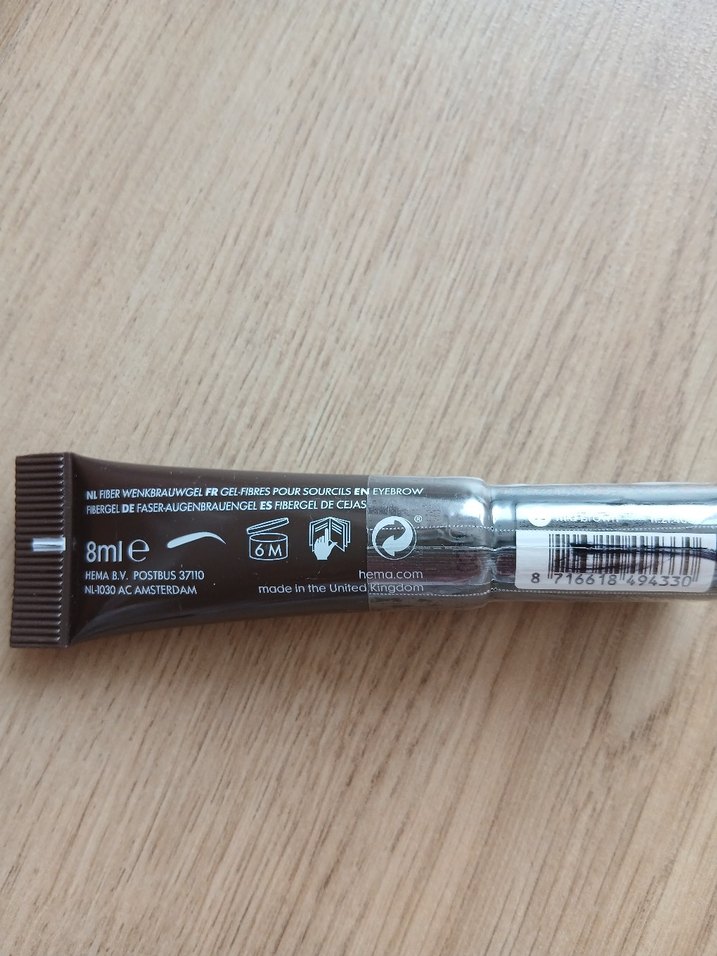 NL FIBER WENKBRAUWGEL FR GEL-FIBRES POUR SOURCILS EN EYEBROW
FIBERGEL DE FASER-AUGENBRAUENGEL ES FIBERGEL DE CEJAS
8ml e
6 M
®
HEMA B.V. POSTBUS 37110
NL-1030 AC AMSTERDAM
hema.com
made in the United Kingdom
8 716618 494330